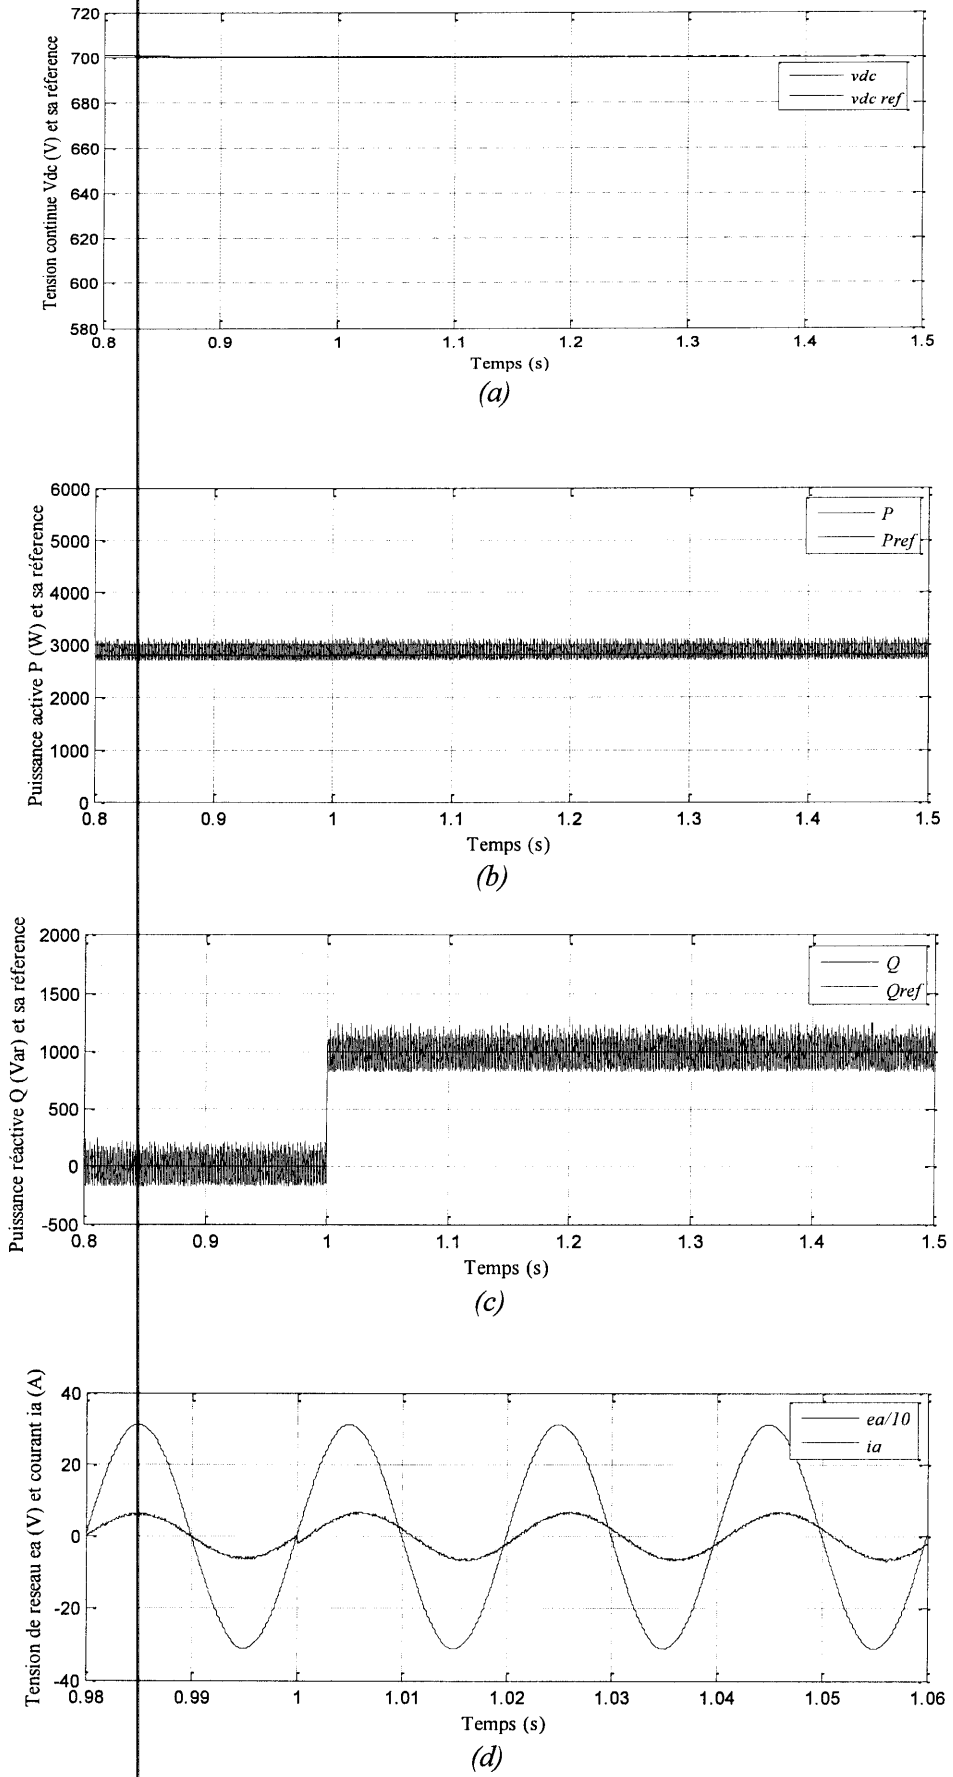 Tension continue Vdc (V) et sa réference
720
700
680
660
640
620
600
580
0.8
0.9
1
1.1
1.2
1.3
1.4
1.5
vdc
vdc ref
Temps (s)
(a)
Puissance active P (W) et sa réference
6000
5000
4000
3000
2000
1000
0
0.8
0.9
1
1.1
1.2
1.3
1.4
1.5
P
Pref
Temps (s)
(b)
Puissance réactive Q (Var) et sa réference
2000
1500
1000
500
0
-500
0.8
0.9
1
1.1
1.2
1.3
1.4
1.5
Q
Qref
Temps (s)
(c)
Tension de reseau ea (V) et courant ia (A)
40
20
0
-20
-40
0.98
0.99
1
1.01
1.02
1.03
1.04
1.05
1.06
ea/10
ia
Temps (s)
(d)